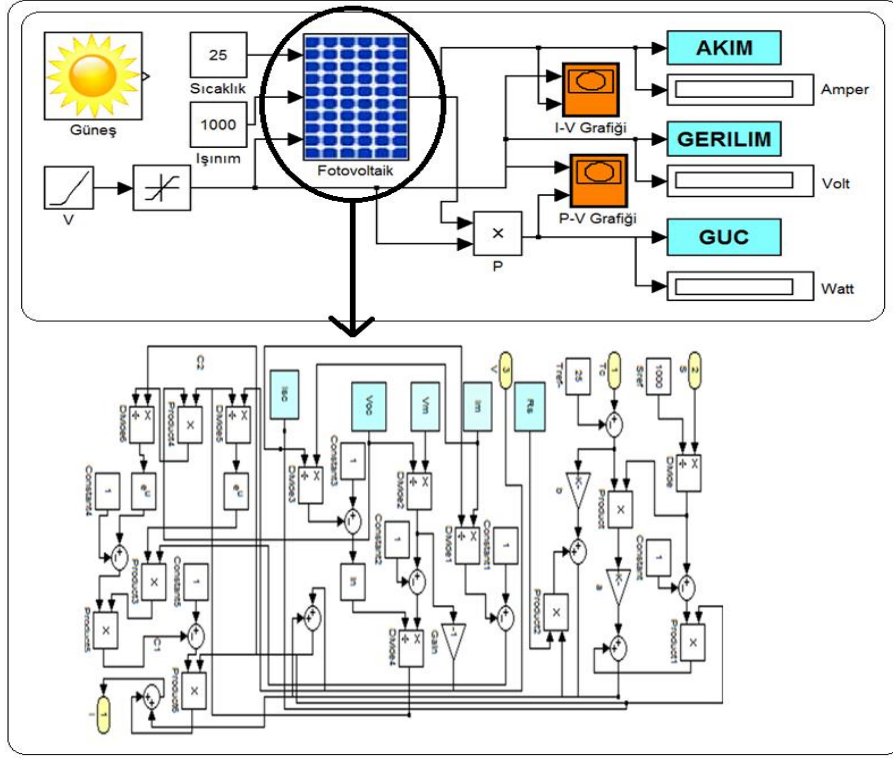 Güneş
25
Sıcaklık
1000
Işınım
Fotovoltaik
V
I-V Grafiği
P-V Grafiği
×
P
AKIM
Amper
GERILIM
Volt
GUC
Watt
C2
Divide6
Product4
Divide5
Isc
Voc
Vm
Im
3
V
Rs
25
Tref
1
Tc
1000
Sref
2
S
Constant4
1
e^u
e^u
Divide3
1
Constant3
Divide2
1
Constant2
Divide1
1
Constant1
-K-
b
Product
Divide
1
Constant
Product5
Product3
1
Constant5
C1
ln
Divide4
-1
Gain
Product2
-K-
a
Product1
Product6
1
I